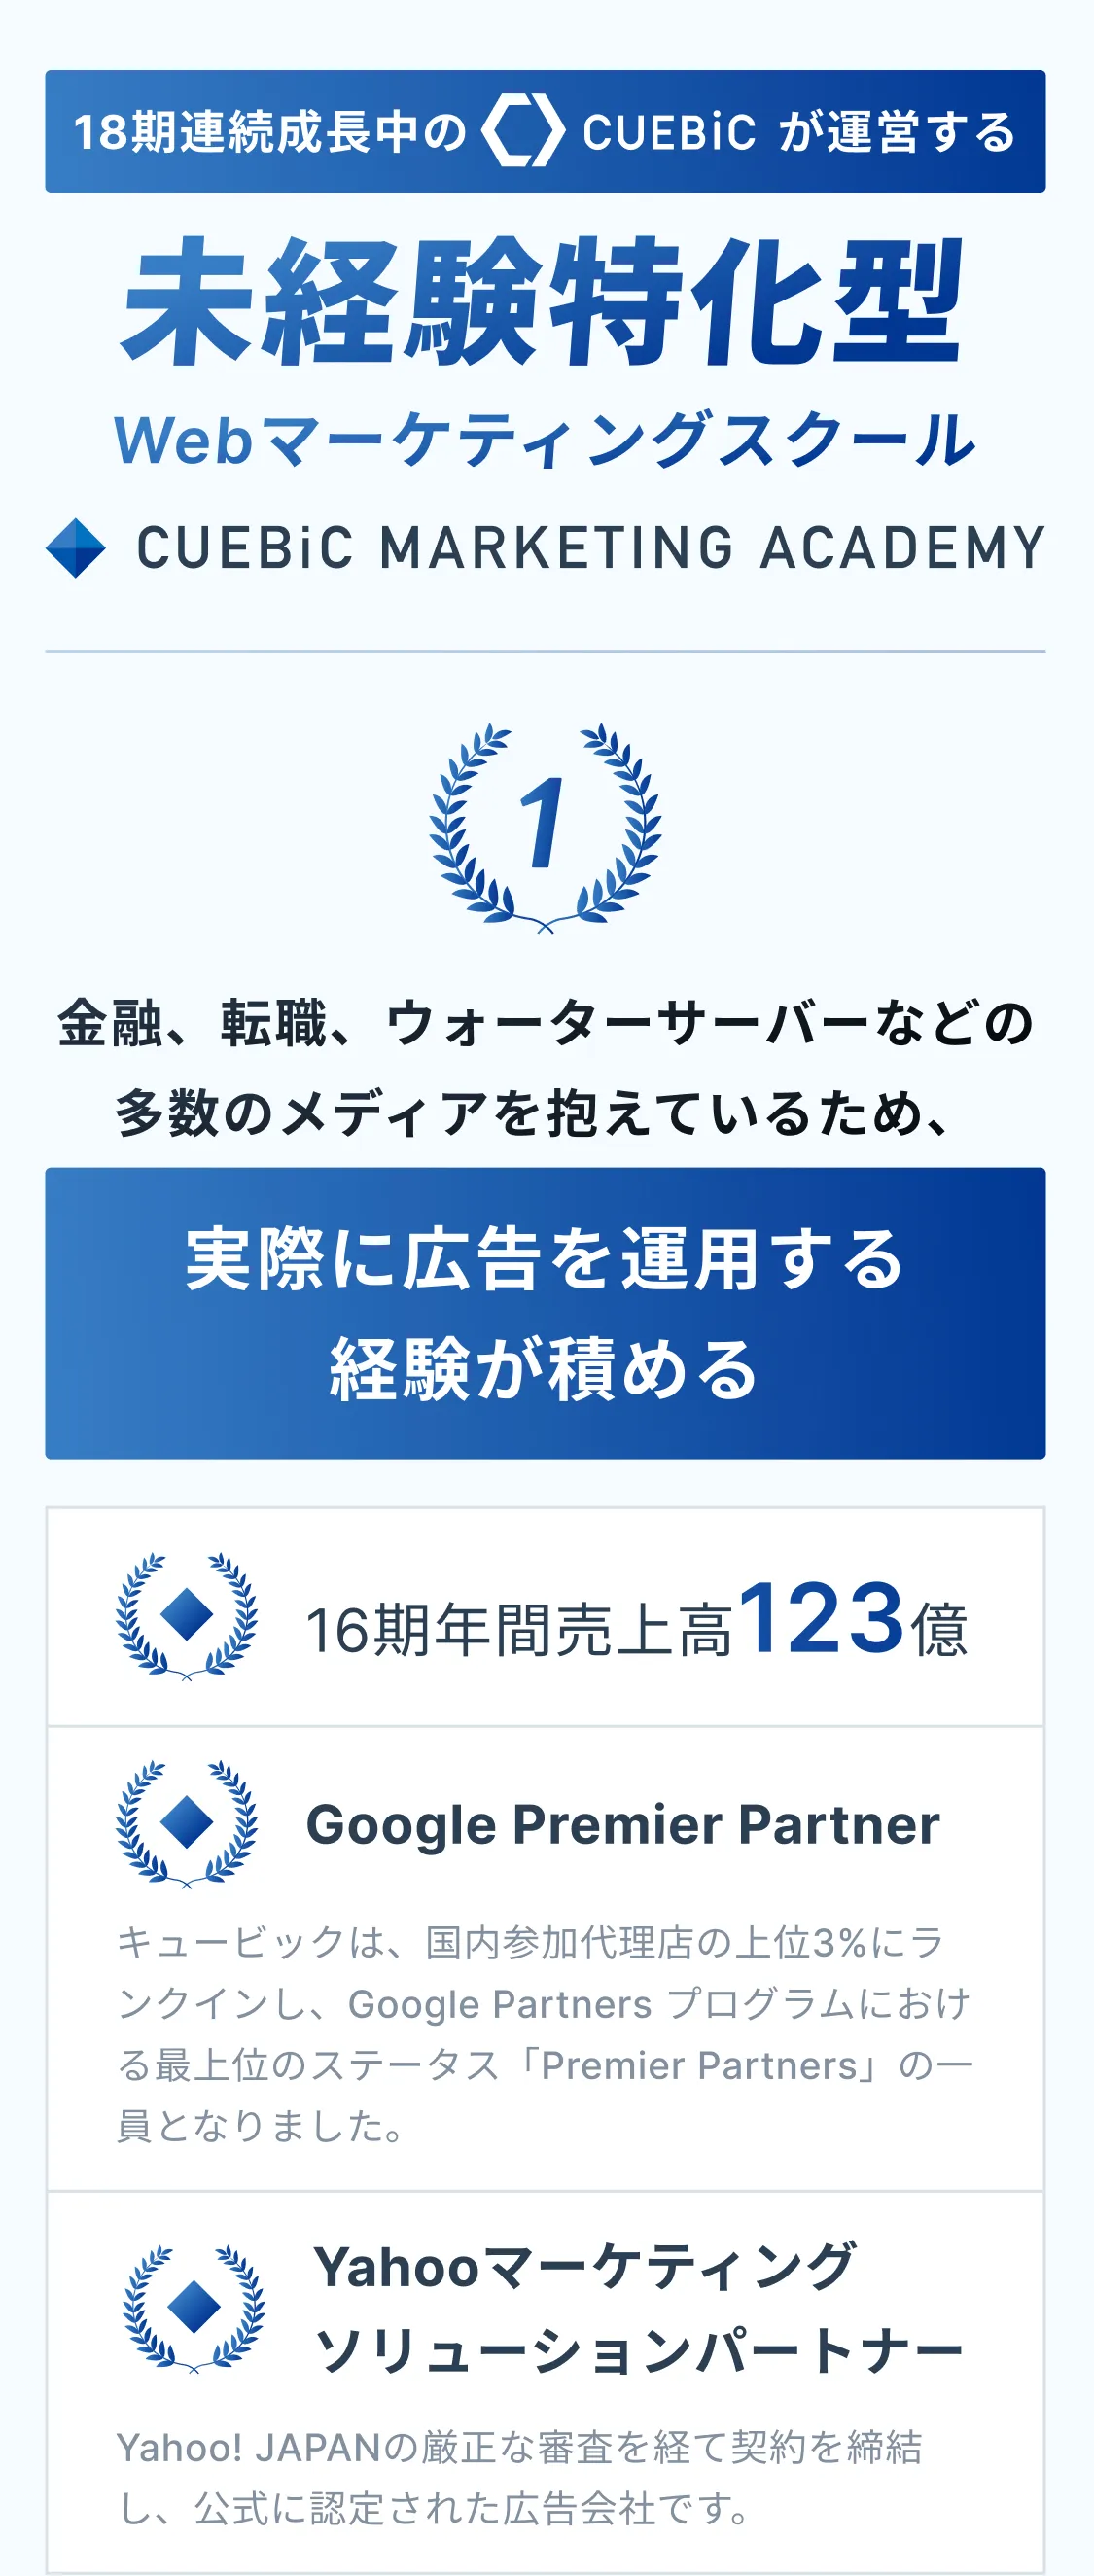 18期連続成長中の CUEBiC が運営する
未経験特化型
Webマーケティングスクール
CUEBiC MARKETING ACADEMY
1
金融、転職、ウォーターサーバーなどの
多数のメディアを抱えているため、
実際に広告を運用する
経験が積める
16期年間売上高123億
Google Premier Partner
キュービックは、国内参加代理店の上位3%にラ
ンクインし、Google Partners プログラムにおけ
る最上位のステータス「Premier Partners」の一
員となりました。
Yahooマーケティング
ソリューションパートナー
Yahoo! JAPANの厳正な審査を経て契約を締結
し、公式に認定された広告会社です。